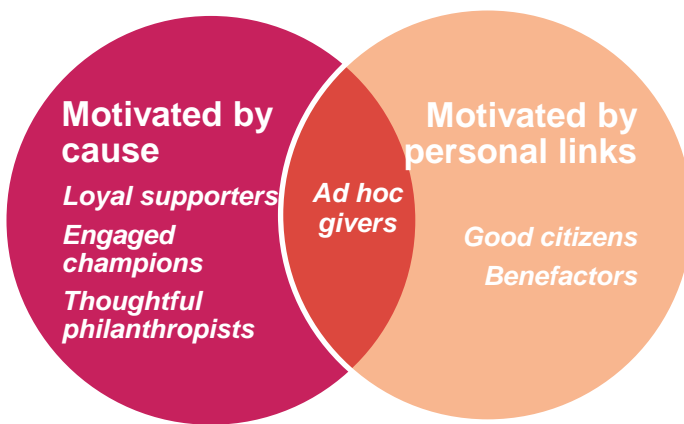 Motivated by
cause
Loyal supporters
Engaged
champions
Thoughtful
philanthropists
Ad hoc
givers
Motivated by
personal links
Good citizens
Benefactors